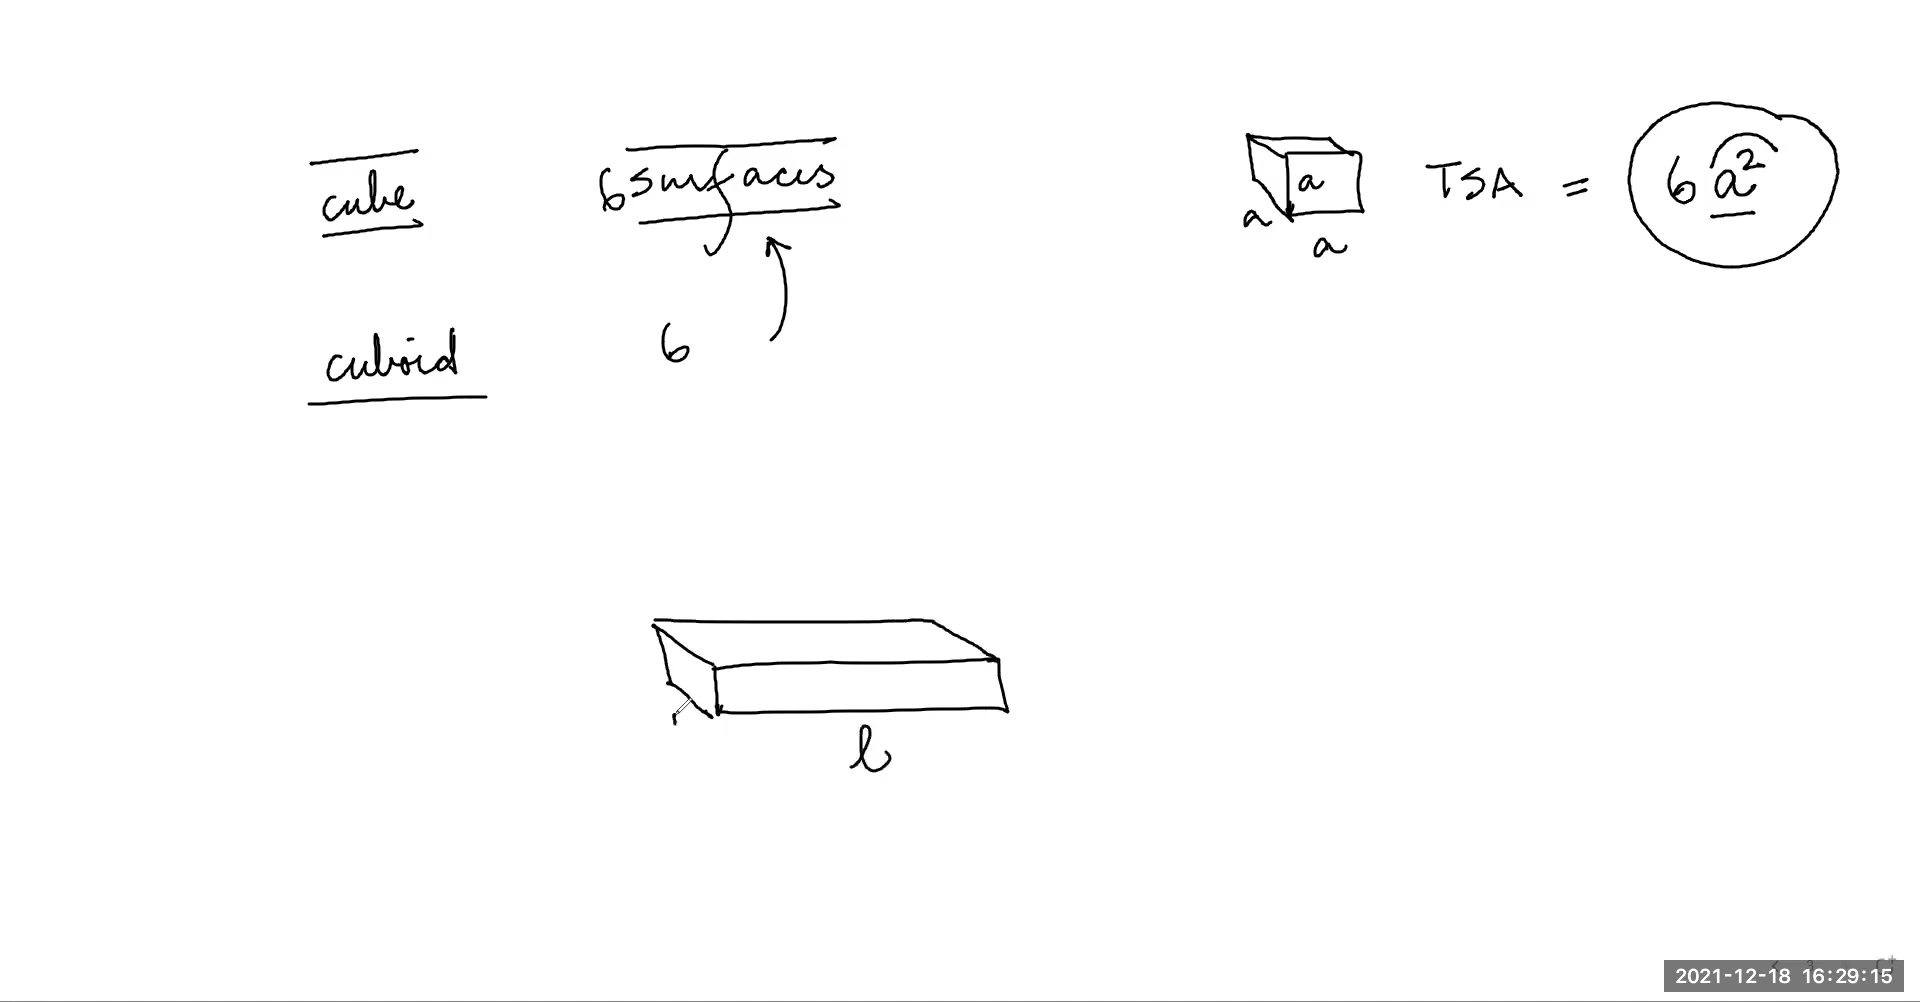 cube 6 surfaces
a
a
a
TSA = 6a²
cuboid 6
l
2021-12-18 16:29:15